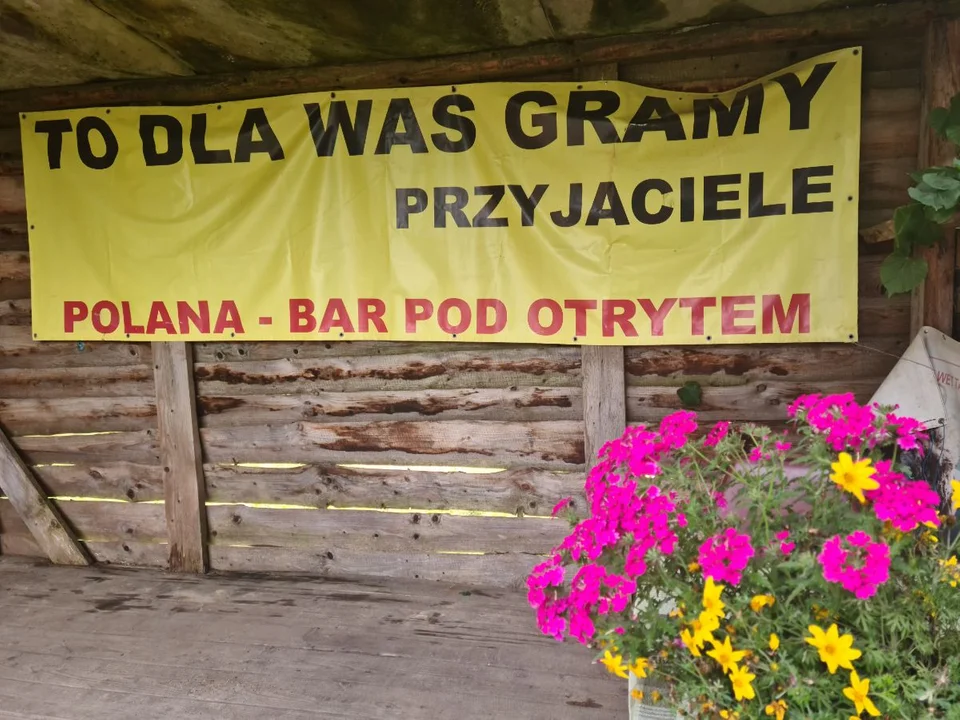 TO DLA WAS GRAMY
PRZYJACIELE
POLANA - BAR POD OTRYTEM